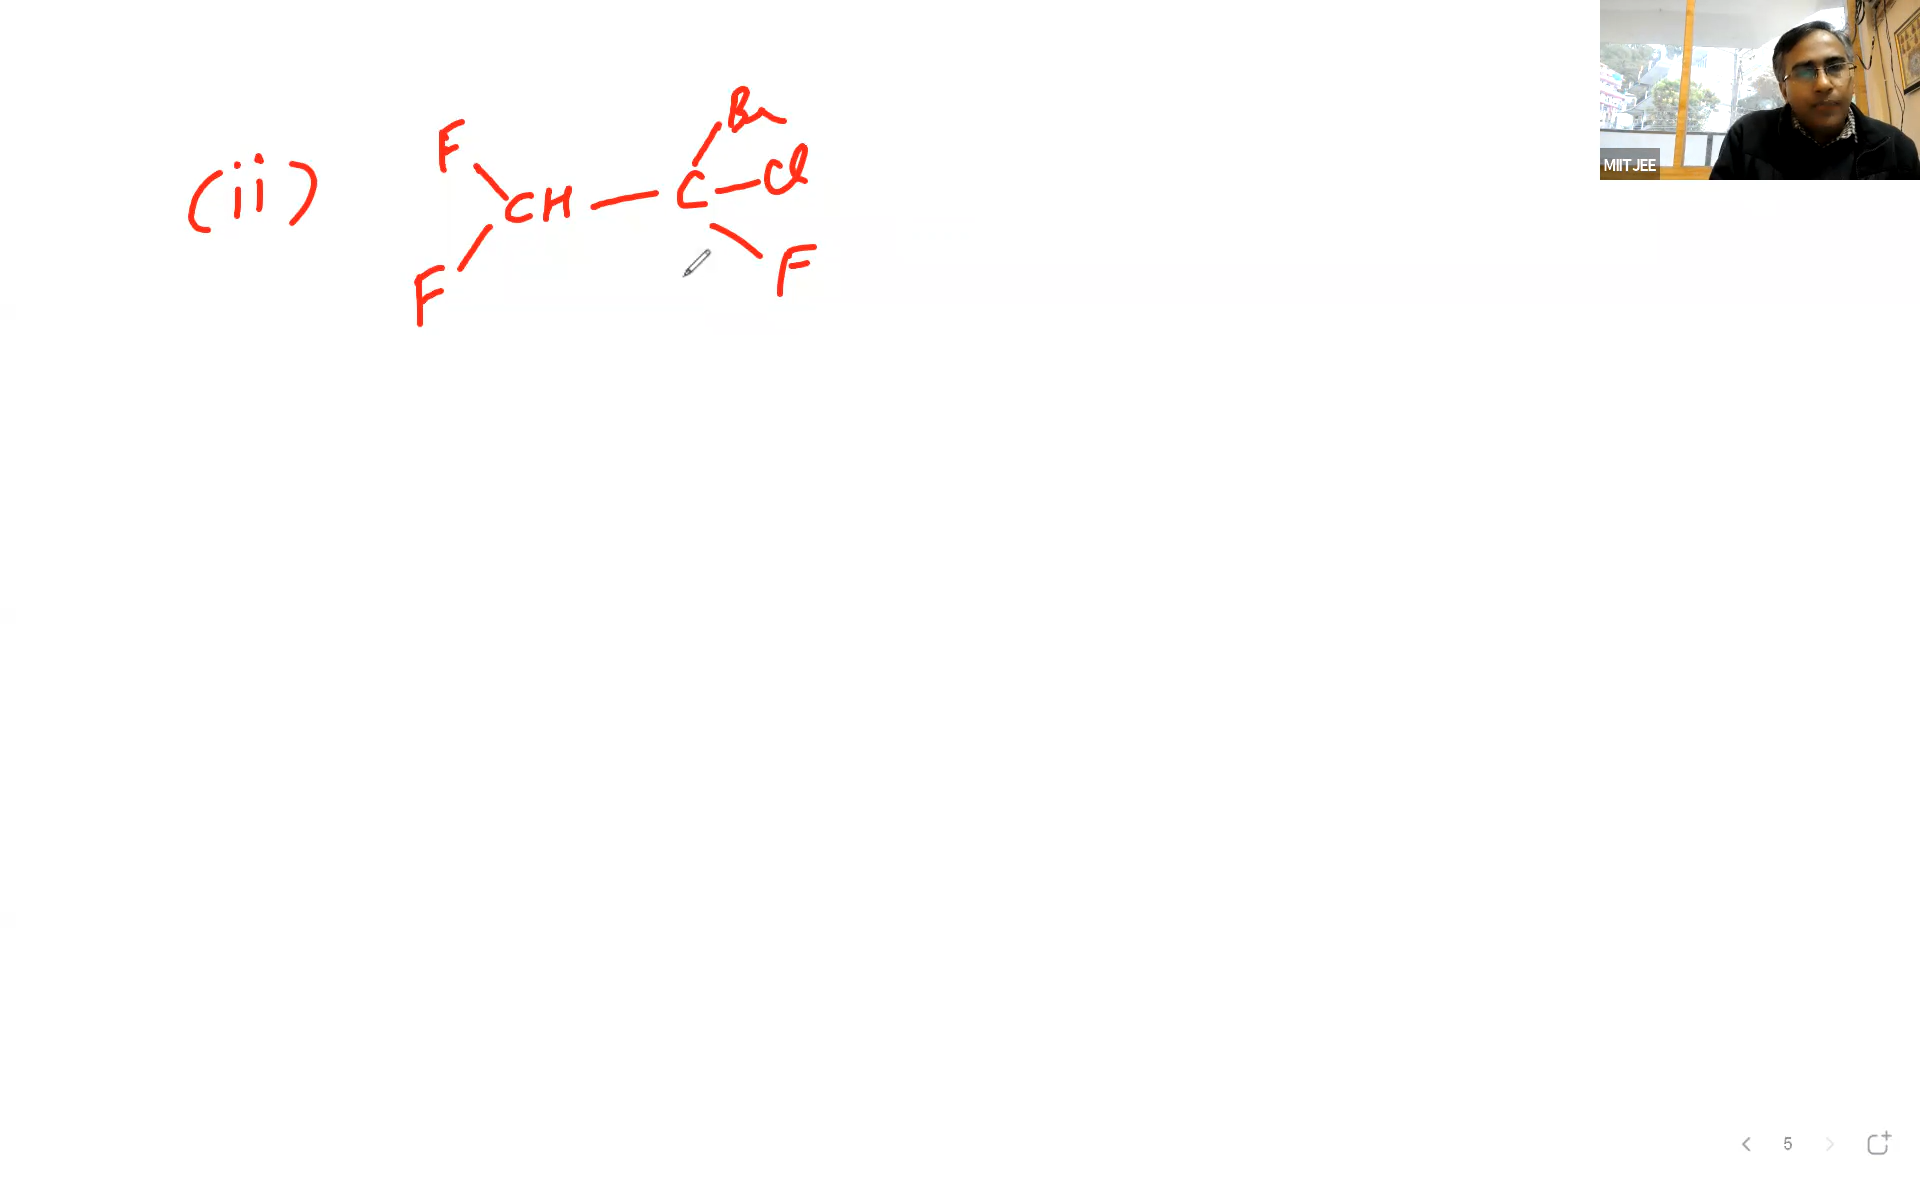 Br
F
(ii) CH — C — Cl
F F
MIIT JEE
5